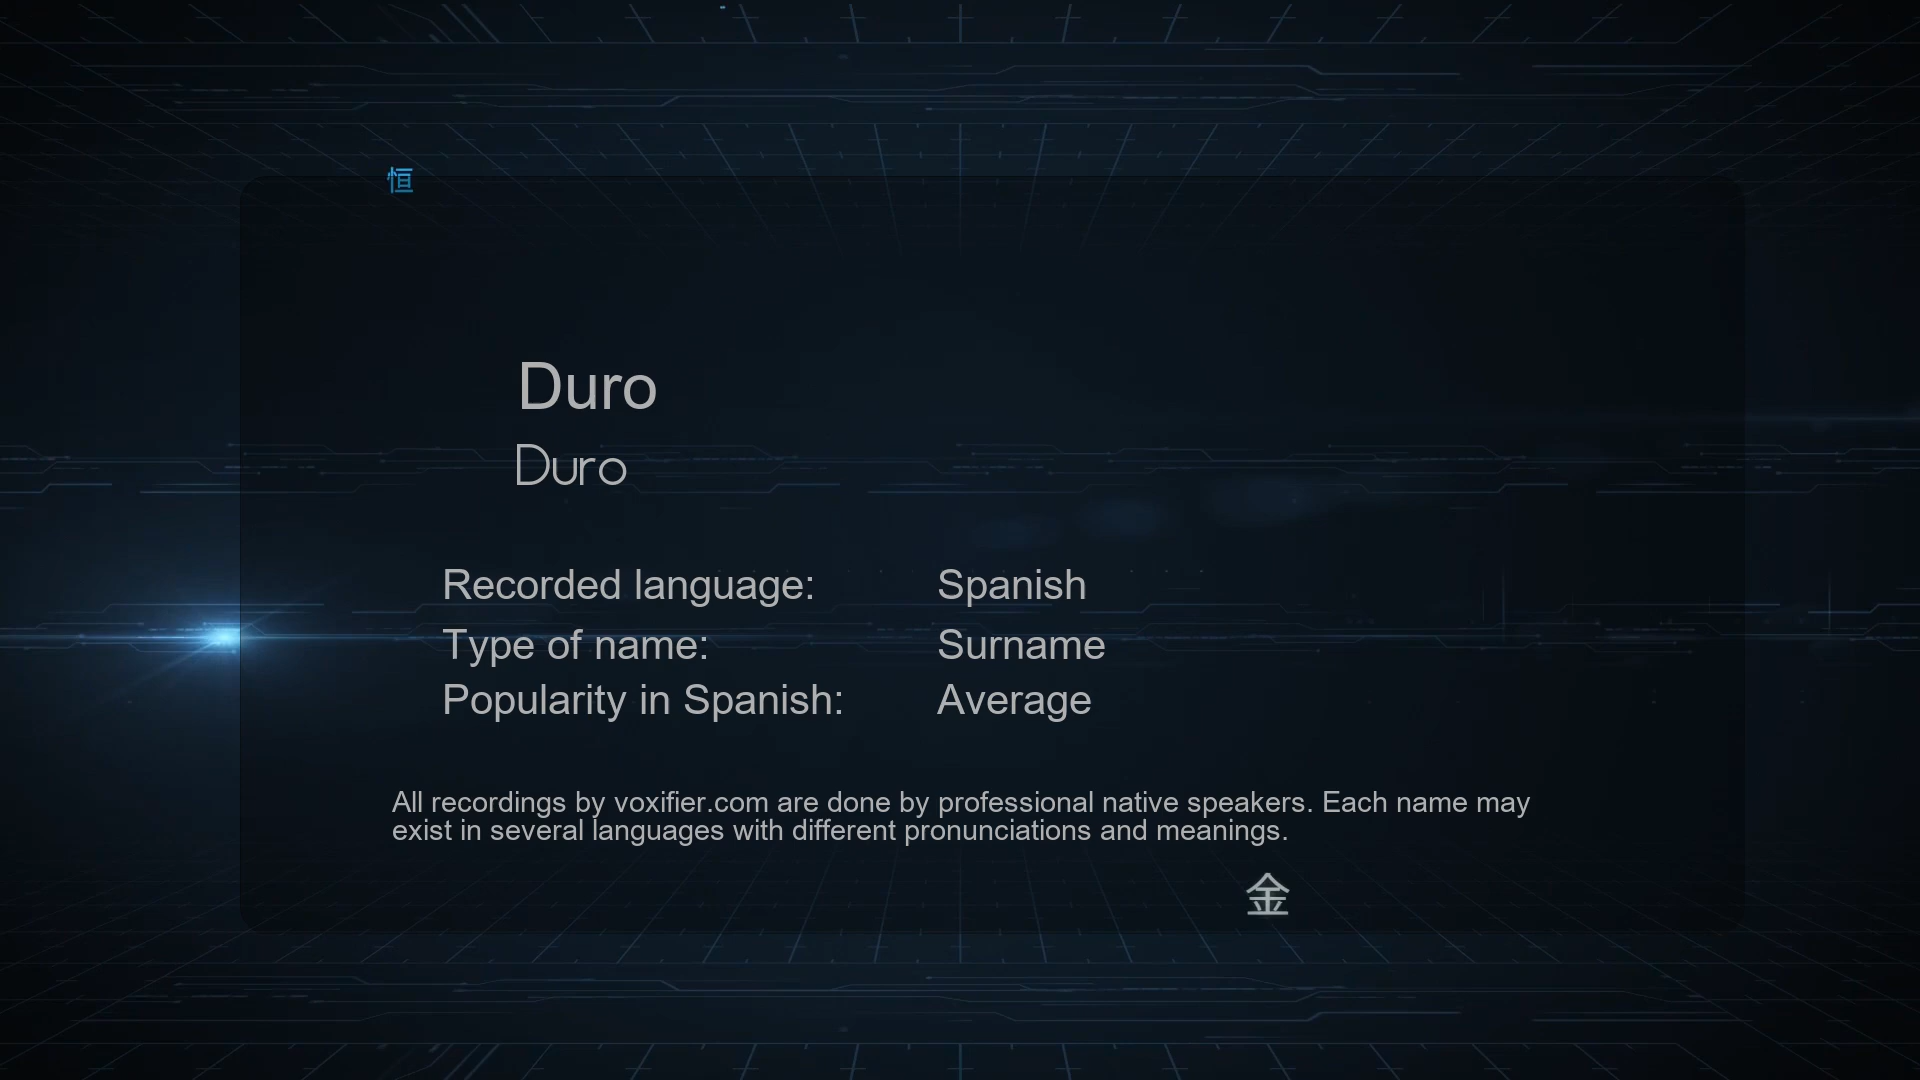 恒
Duro
Duro
Recorded language: Spanish
Type of name: Surname
Popularity in Spanish: Average
All recordings by voxifier.com are done by professional native speakers. Each name may
exist in several languages with different pronunciations and meanings.
金